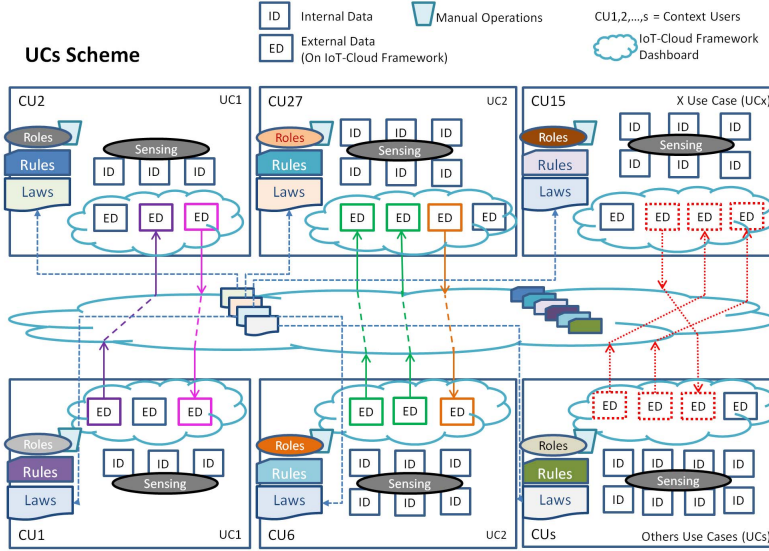 UCs Scheme
ID Internal Data
Manual Operations
CU1,2,...,s = Context Users
ED External Data
(On IoT-Cloud Framework)
IoT-Cloud Framework
Dashboard
CU2
UC1
Roles
Rules
Laws
Sensing
ID ID ID
ED ED ED
CU27
UC2
Roles
Rules
Laws
ID ID ID
Sensing
ID ID ID
ED ED ED ED
CU15
X Use Case (UCx)
Roles
Rules
Laws
ID ID ID
Sensing
ID ID ID
ED ED ED ED
ED ED ED
Roles
Rules
Laws
ID ID ID
Sensing
CU1
UC1
ED ED ED
Roles
Rules
Laws
ID ID ID
Sensing
ID ID ID
CU6
UC2
ED ED ED ED
Roles
Rules
Laws
ID ID ID ID
Sensing
ID ID ID ID
CUs
Others Use Cases (UCs)